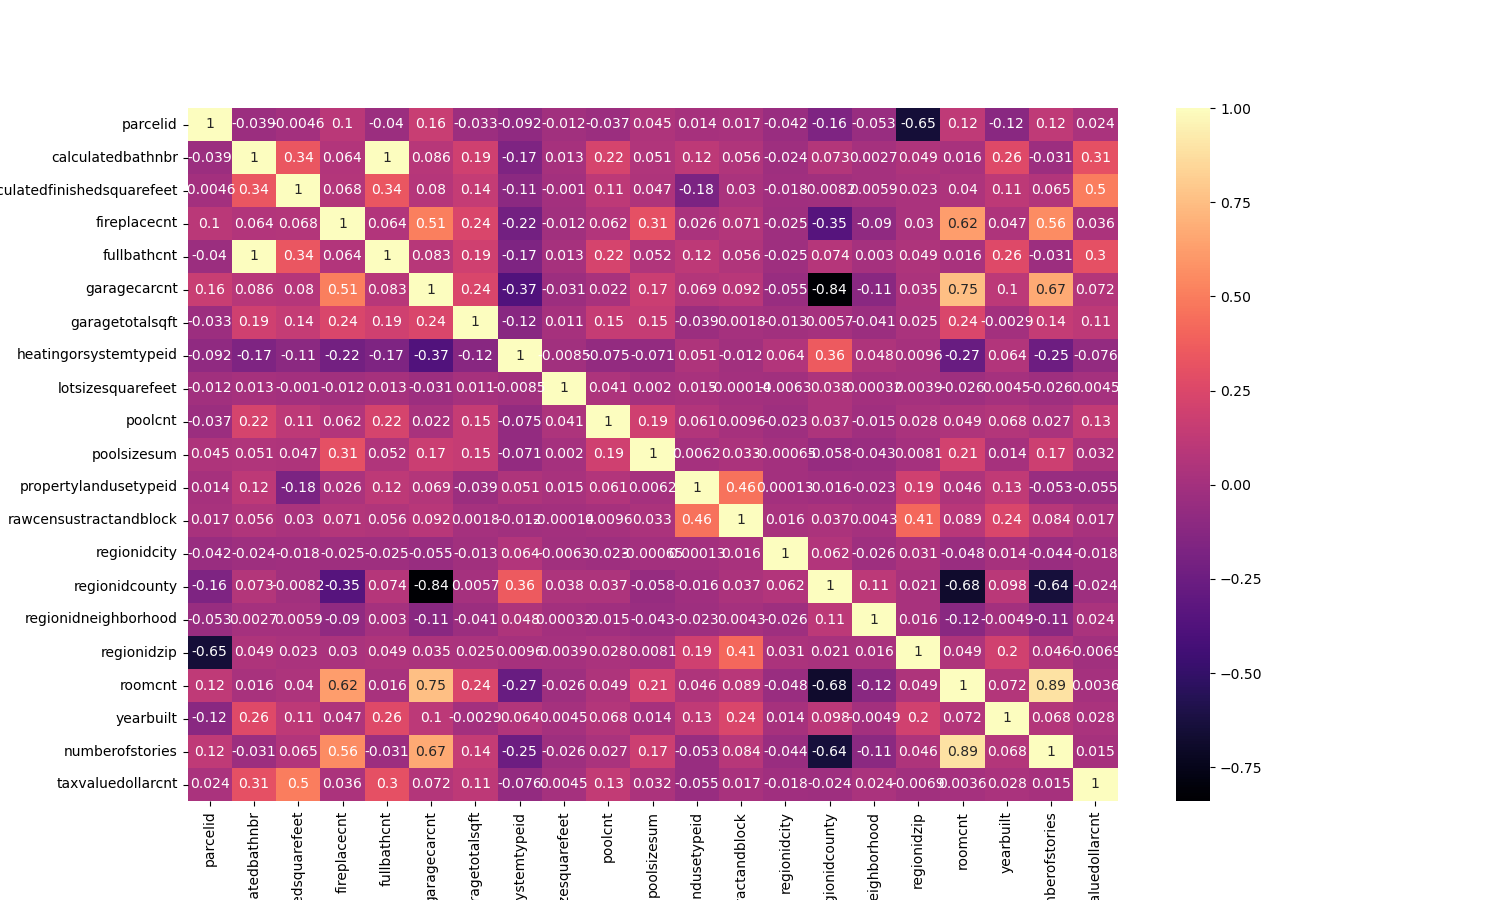 parcelid 1 -0.039 -0.0046 0.1 -0.04 0.16 -0.033 -0.092 -0.012 -0.037 0.045 0.014 0.017 -0.042 -0.16 -0.053 -0.65 0.12 -0.12 0.12 0.024 1.00
calculatedbathnbr -0.039 1 0.34 0.064 1 0.086 0.19 -0.17 0.013 0.22 0.051 0.12 0.056 -0.024 0.073 0.0027 0.049 0.016 0.26 -0.031 0.31
culatedfinishedsquarefeet -0.0046 0.34 1 0.068 0.34 0.08 0.14 -0.11 -0.001 0.11 0.047 -0.18 0.03 -0.018 -0.0082 0.0059 0.023 0.04 0.11 0.065 0.5
0.75
fireplacecnt 0.1 0.064 0.068 1 0.064 0.51 0.24 -0.22 -0.012 0.062 0.31 0.026 0.071 -0.025 -0.35 -0.09 0.03 0.62 0.047 0.56 0.036
fullbathcnt -0.04 1 0.34 0.064 1 0.083 0.19 -0.17 0.013 0.22 0.052 0.12 0.056 -0.025 0.074 0.003 0.049 0.016 0.26 -0.031 0.3
garagecarcnt 0.16 0.086 0.08 0.51 0.083 1 0.24 -0.37 -0.031 0.022 0.17 0.069 0.092 -0.055 -0.84 -0.11 0.035 0.75 0.1 0.67 0.072 0.50
garagetotalsqft -0.033 0.19 0.14 0.24 0.19 0.24 1 -0.12 0.011 0.15 0.15 -0.039 0.0018 -0.013 0.0057 -0.041 0.025 0.24 -0.0029 0.14 0.11
heatingorsystemtypeid -0.092 -0.17 -0.11 -0.22 -0.17 -0.37 -0.12 1 0.0085 -0.075 -0.071 0.051 -0.012 0.064 0.36 0.048 0.0096 -0.27 0.064 -0.25 -0.076
lotsizesquarefeet -0.012 0.013 -0.001 -0.012 0.013 -0.031 0.011 -0.0085 1 0.041 0.002 0.015 -0.00014 -0.0063 0.038 0.00032 0.0039 -0.026 0.0045 -0.026 0.0045 0.25
poolcnt -0.037 0.22 0.11 0.062 0.22 0.022 0.15 -0.075 0.041 1 0.19 0.061 0.0096 -0.023 0.037 -0.015 0.028 0.049 0.068 0.027 0.13
poolsizesum 0.045 0.051 0.047 0.31 0.052 0.17 0.15 -0.071 0.002 0.19 1 0.0062 0.033 -0.00065 -0.058 -0.043 0.0081 0.21 0.014 0.17 0.032
propertylandusetypeid 0.014 0.12 -0.18 0.026 0.12 0.069 -0.039 0.051 0.015 0.061 0.0062 1 0.46 0.00013 -0.016 -0.023 0.19 0.046 0.13 -0.053 -0.055 0.00
rawcensustractandblock 0.017 0.056 0.03 0.071 0.056 0.092 0.0018 -0.012 -0.00014 0.0096 0.033 0.46 1 0.016 0.037 0.0043 0.41 0.089 0.24 0.084 0.017
regionidcity -0.042 -0.024 -0.018 -0.025 -0.025 -0.055 -0.013 0.064 -0.0063 -0.023 -0.00065 0.00013 0.016 1 0.062 -0.026 0.031 -0.048 0.014 -0.044 -0.018
regionidcounty -0.16 0.073 -0.0082 -0.35 0.074 -0.84 0.0057 0.36 0.038 0.037 -0.058 -0.016 0.037 0.062 1 0.11 0.021 -0.68 0.098 -0.64 -0.024 −0.25
regionidneighborhood -0.053 0.0027 0.0059 -0.09 0.003 -0.11 -0.041 0.048 0.00032 -0.015 -0.043 -0.023 0.0043 -0.026 0.11 1 0.016 -0.12 -0.0049 -0.11 0.024
regionidzip -0.65 0.049 0.023 0.03 0.049 0.035 0.025 0.0096 0.0039 0.028 0.0081 0.19 0.41 0.031 0.021 0.016 1 0.049 0.2 0.046 -0.0069
−0.50
roomcnt 0.12 0.016 0.04 0.62 0.016 0.75 0.24 -0.27 -0.026 0.049 0.21 0.046 0.089 -0.048 -0.68 -0.12 0.049 1 0.072 0.89 0.0036
yearbuilt -0.12 0.26 0.11 0.047 0.26 0.1 -0.0029 0.064 0.0045 0.068 0.014 0.13 0.24 0.014 0.098 -0.0049 0.2 0.072 1 0.068 0.028
numberofstories 0.12 -0.031 0.065 0.56 -0.031 0.67 0.14 -0.25 -0.026 0.027 0.17 -0.053 0.084 -0.044 -0.64 -0.11 0.046 0.89 0.068 1 0.015
−0.75
taxvaluedollarcnt 0.024 0.31 0.5 0.036 0.3 0.072 0.11 -0.076 0.0045 0.13 0.032 -0.055 0.017 -0.018 -0.024 0.024 -0.0069 0.0036 0.028 0.015 1
parcelid
atedbathnbr
edsquarefeet
fireplacecnt
fullbathcnt
garagecarcnt
ragetotalsqft
ystemtypeid
zesquarefeet
poolcnt
poolsizesum
ndusetypeid
ractandblock
regionidcity
gionidcounty
eighborhood
regionidzip
roomcnt
yearbuilt
nberofstories
aluedollarcnt